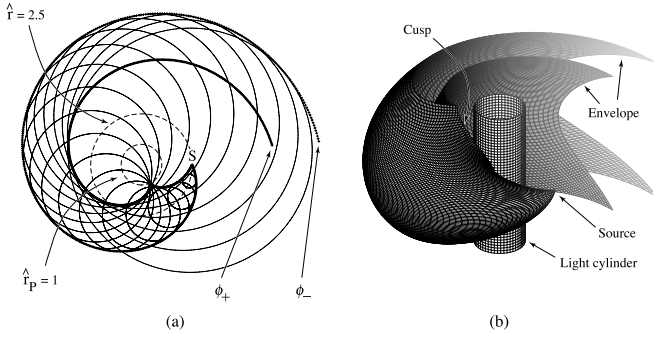 r̂ = 2.5
S
r̂P = 1
ϕ+
ϕ−
(a)
Cusp
Envelope
Source
Light cylinder
(b)